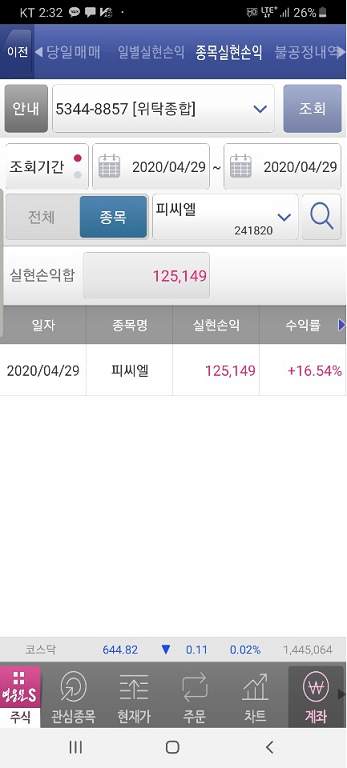 KT 2:32 LTE+ 26%
이전 당일매매 일별실현손익 종목실현손익 불공정내역
안내 5344-8857 [위탁종합] 조회
조회기간 2020/04/29 ~ 2020/04/29
전체 종목 피씨엘
241820
실현손익합 125,149
일자 종목명 실현손익 수익률
2020/04/29 피씨엘 125,149 +16.54%
코스닥 644.82 ▼ 0.11 0.02% 1,445,064
영웅문S
주식 관심종목 현재가 주문 차트 계좌